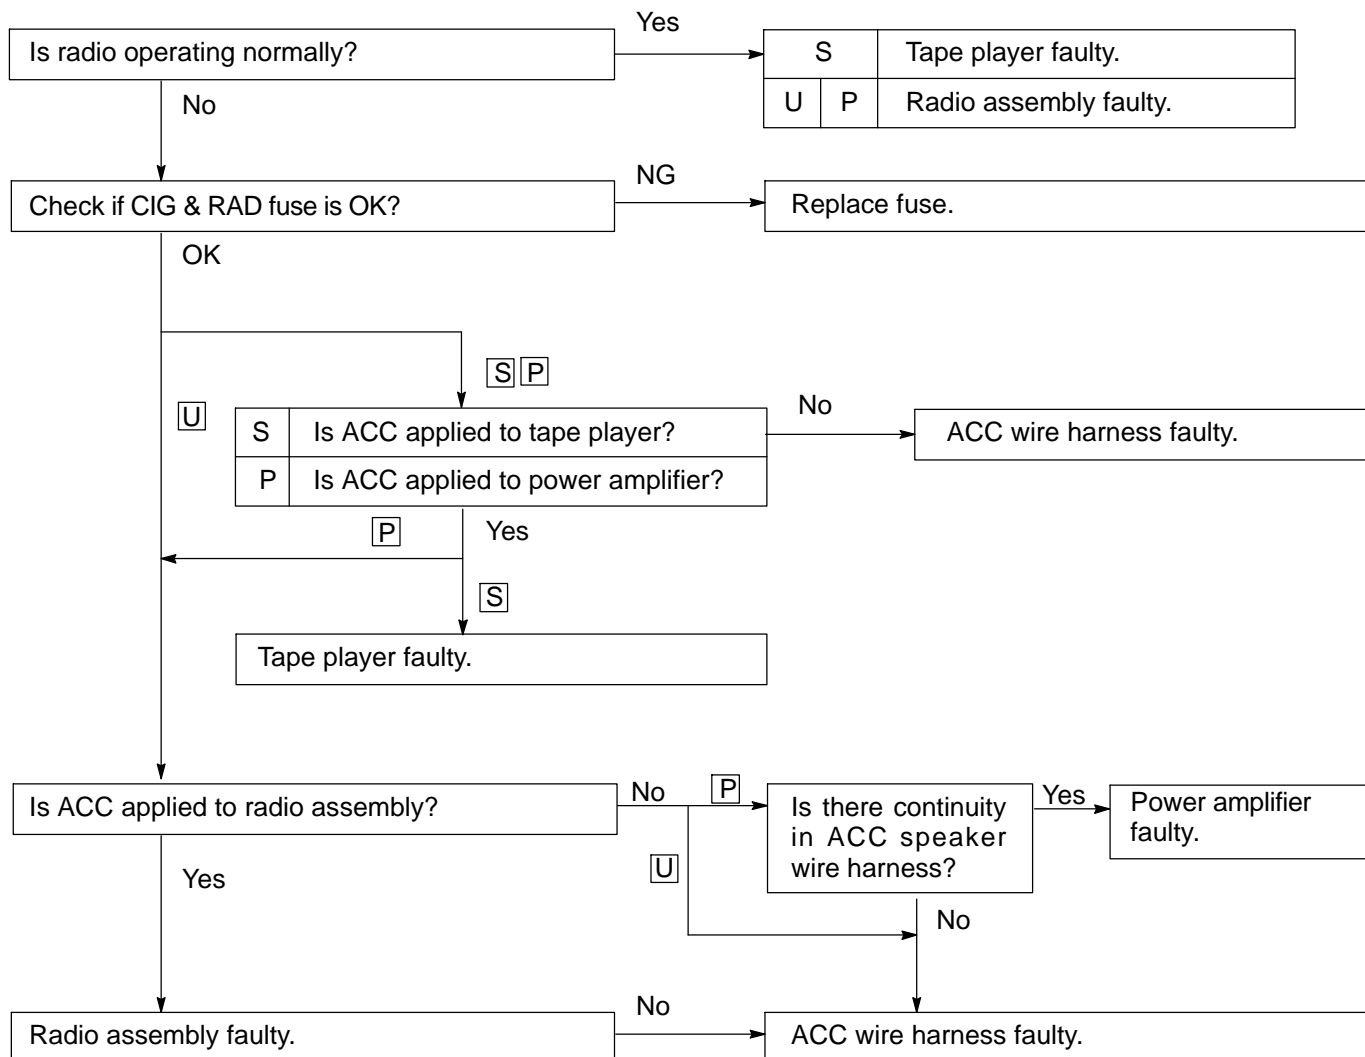 Is radio operating normally?
Yes
S Tape player faulty.
U P Radio assembly faulty.
No
Check if CIG & RAD fuse is OK?
NG
Replace fuse.
OK
S P
U
S Is ACC applied to tape player?
P Is ACC applied to power amplifier?
No
ACC wire harness faulty.
P
Yes
S
Tape player faulty.
Is ACC applied to radio assembly?
No
P
Is there continuity
in ACC speaker
wire harness?
Yes
Power amplifier
faulty.
U
Yes
No
Radio assembly faulty.
No
ACC wire harness faulty.